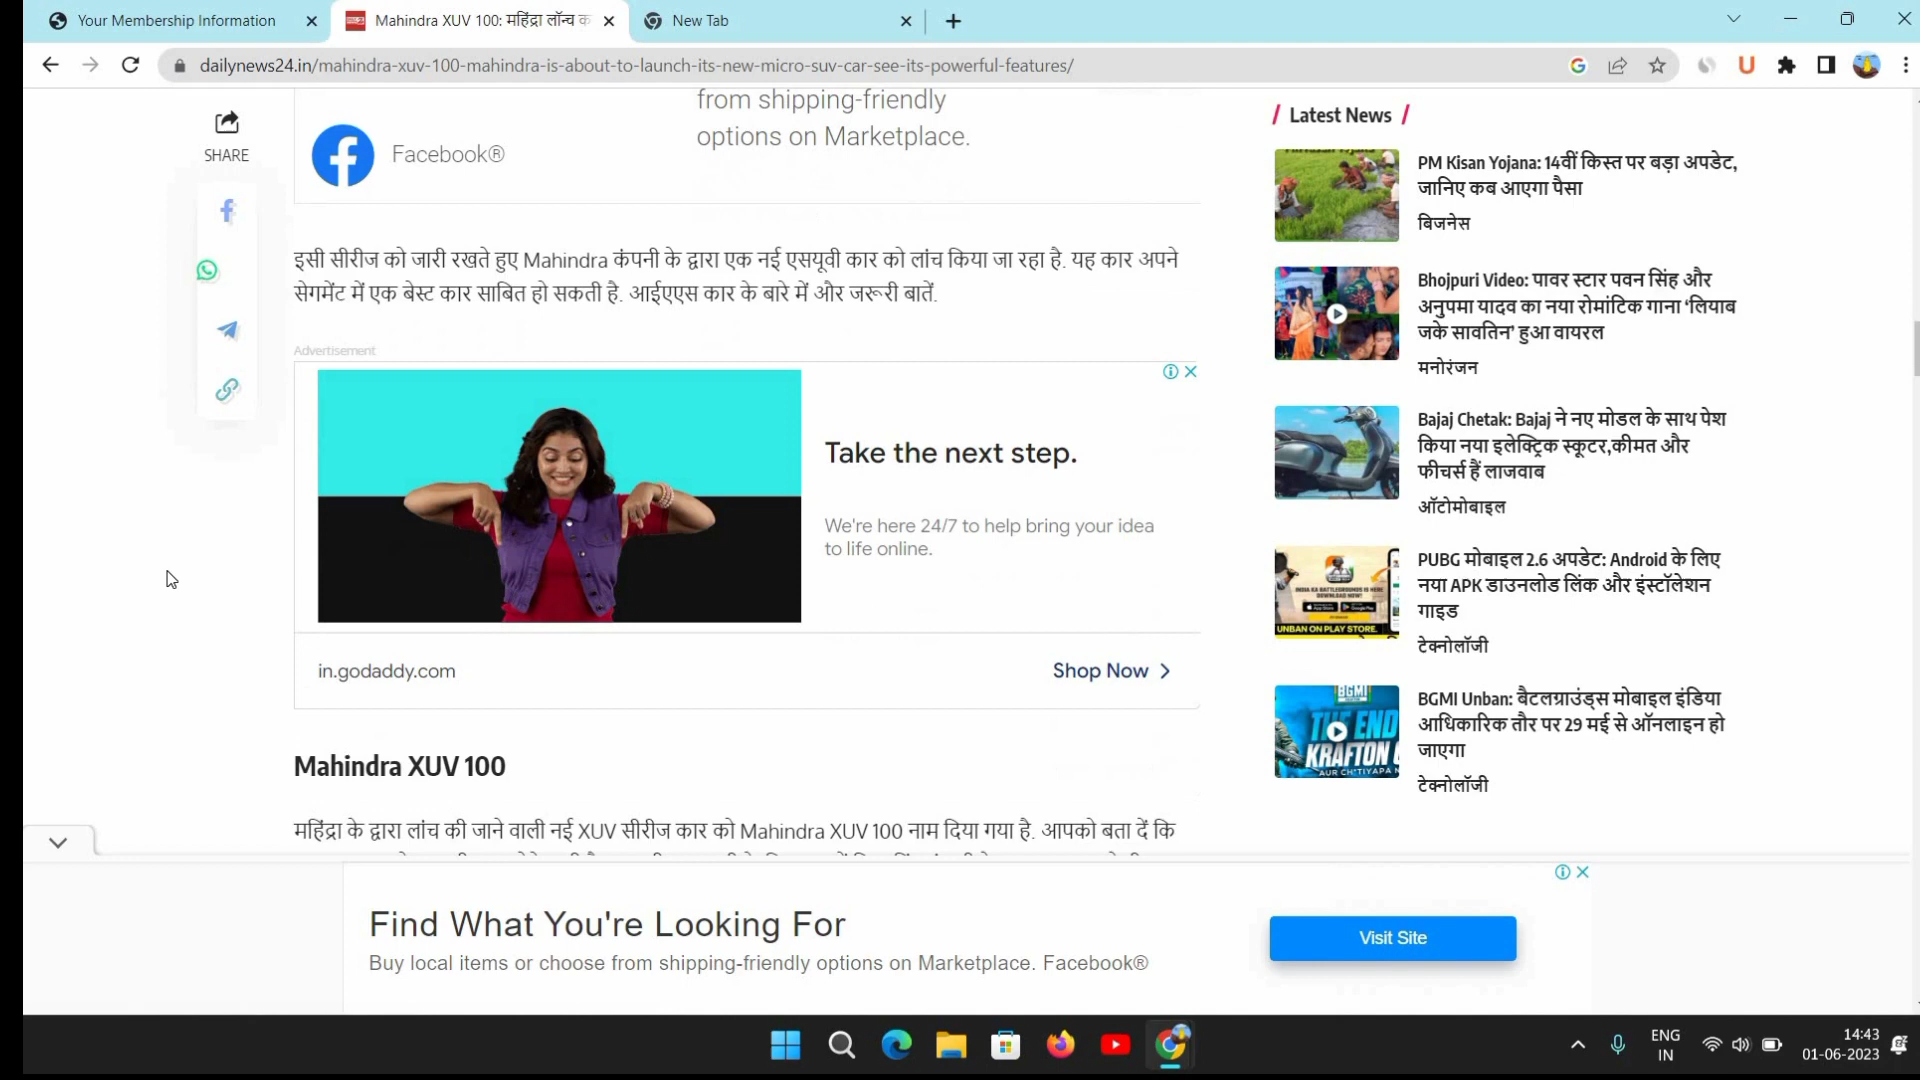 Your Membership Information
Mahindra XUV 100: महिंद्रा लॉन्च क
New Tab
dailynews24.in/mahindra-xuv-100-mahindra-is-about-to-launch-its-new-micro-suv-car-see-its-powerful-features/
SHARE
from shipping-friendly
options on Marketplace.
Facebook®
इसी सीरीज को जारी रखते हुए Mahindra कंपनी के द्वारा एक नई एसयूवी कार को लांच किया जा रहा है. यह कार अपने
सेगमेंट में एक बेस्ट कार साबित हो सकती है. आईएएस कार के बारे में और जरूरी बातें.
Advertisement
Take the next step.
We're here 24/7 to help bring your idea
to life online.
in.godaddy.com
Shop Now
Mahindra XUV 100
महिंद्रा के द्वारा लांच की जाने वाली नई XUV सीरीज कार को Mahindra XUV 100 नाम दिया गया है. आपको बता दें कि
Latest News
PM Kisan Yojana: 14वीं किस्त पर बड़ा अपडेट,
जानिए कब आएगा पैसा
बिजनेस
Bhojpuri Video: पावर स्टार पवन सिंह और
अनुपमा यादव का नया रोमांटिक गाना ‘लियाब
जके सावतिन’ हुआ वायरल
मनोरंजन
Bajaj Chetak: Bajaj ने नए मोडल के साथ पेश
किया नया इलेक्ट्रिक स्कूटर,कीमत और
फीचर्स हैं लाजवाब
ऑटोमोबाइल
PUBG मोबाइल 2.6 अपडेट: Android के लिए
नया APK डाउनलोड लिंक और इंस्टॉलेशन
गाइड
टेक्नोलॉजी
UNBAN ON PLAY STORE.
BGMI Unban: बैटलग्राउंड्स मोबाइल इंडिया
आधिकारिक तौर पर 29 मई से ऑनलाइन हो
जाएगा
टेक्नोलॉजी
BGMI
THE END
KRAFTON
Find What You're Looking For
Buy local items or choose from shipping-friendly options on Marketplace. Facebook®
Visit Site
ENG
IN
14:43
01-06-2023